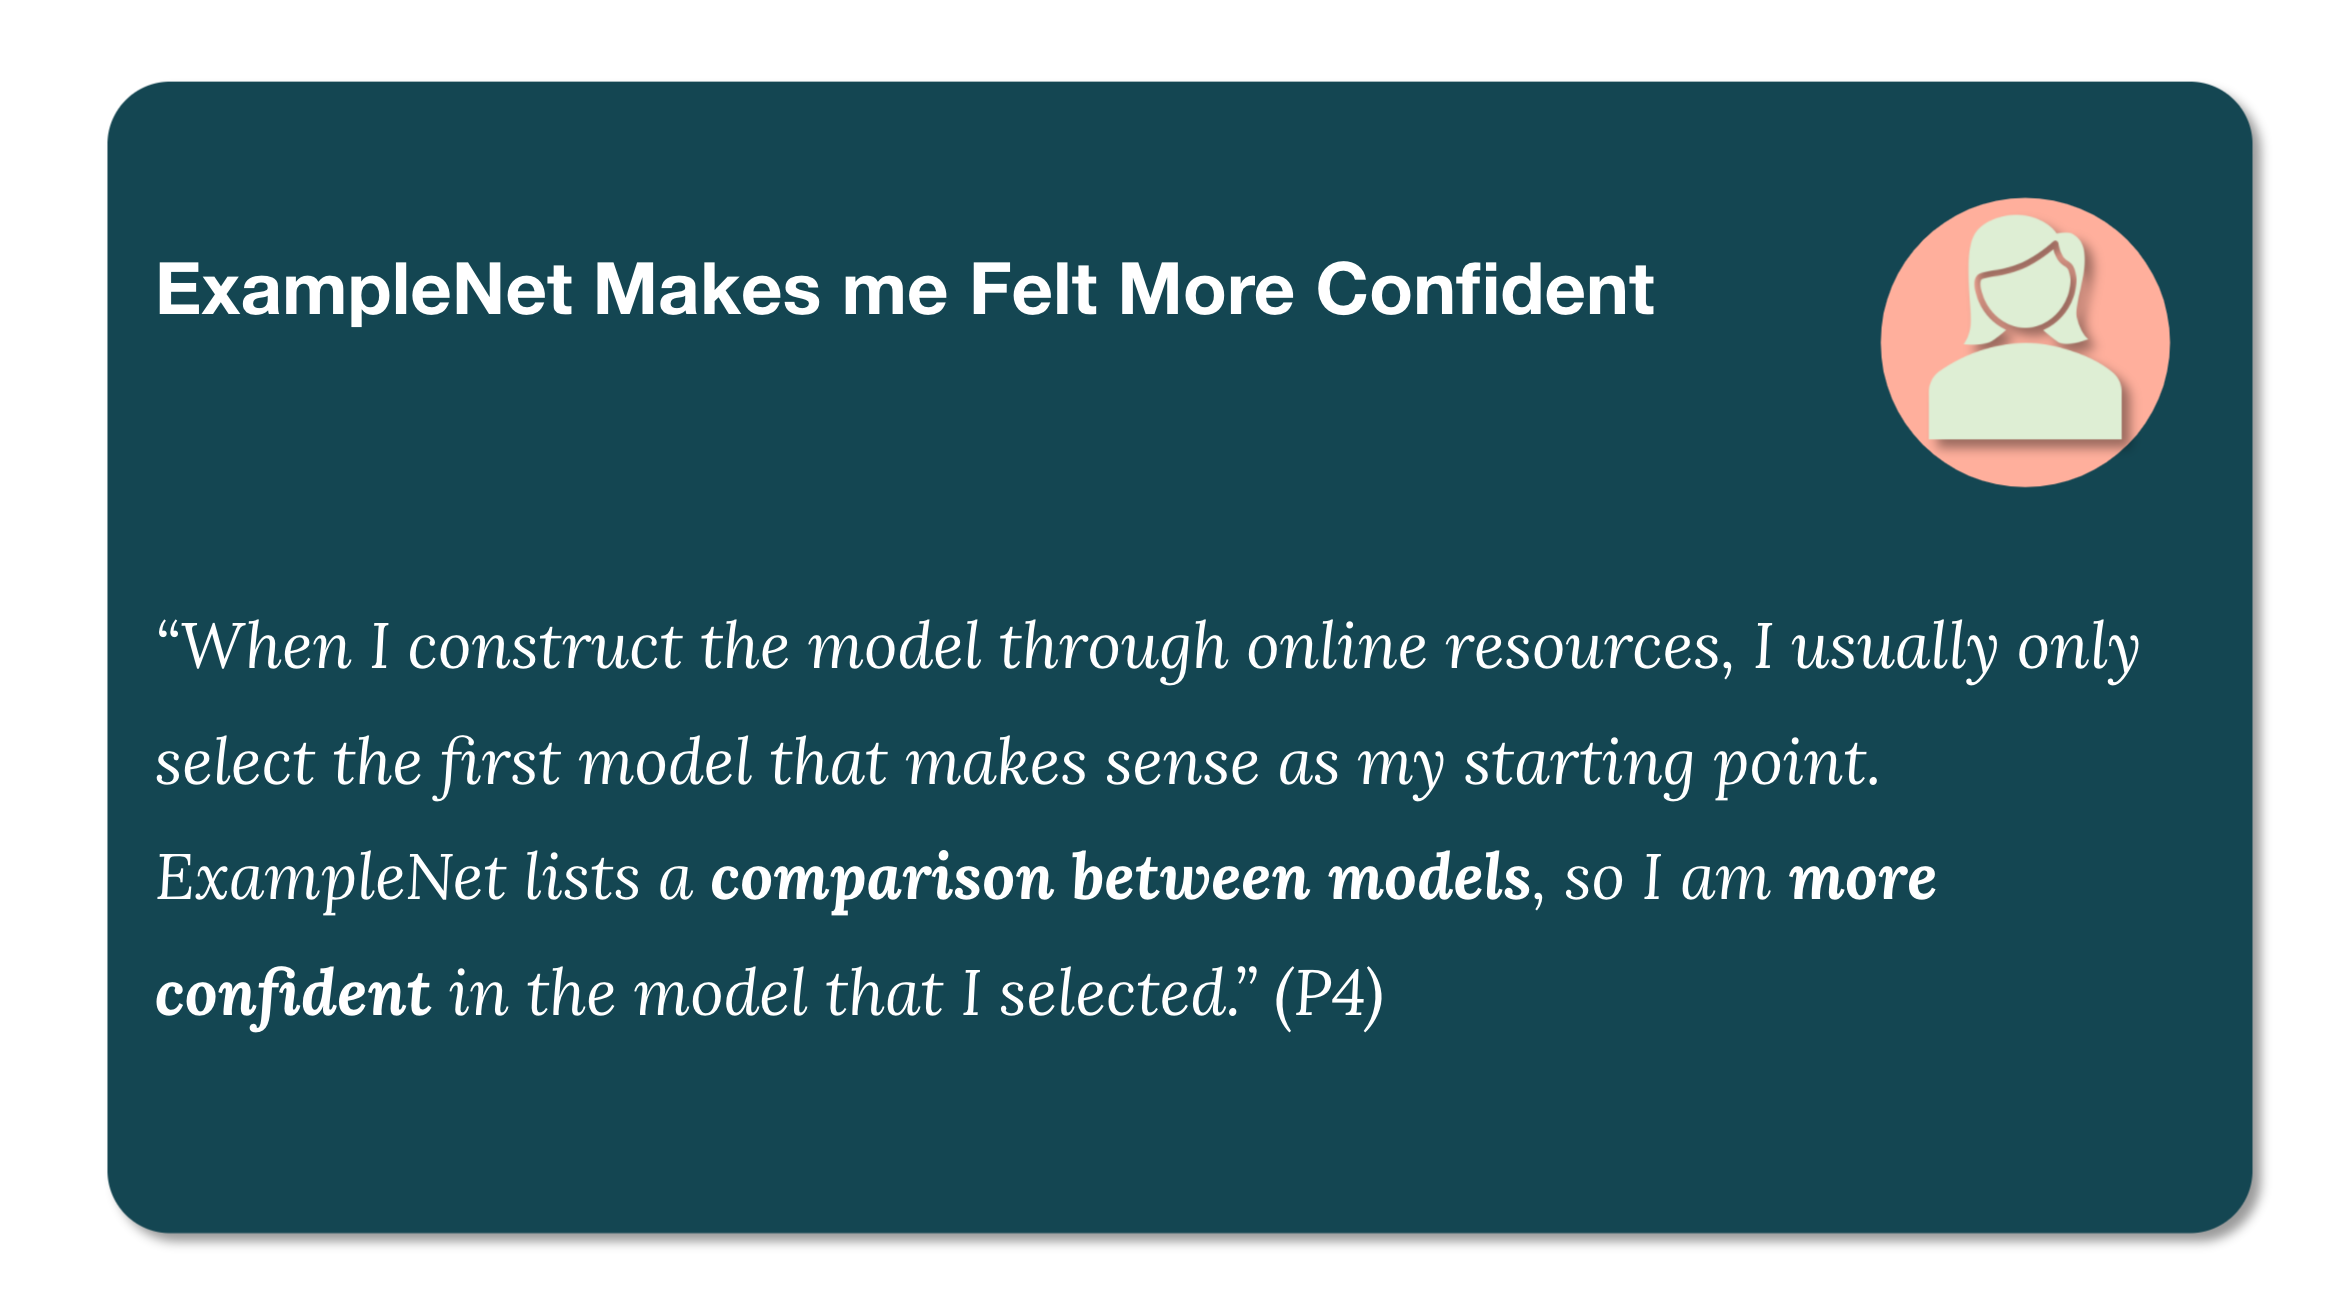 ExampleNet Makes me Felt More Confident
“When I construct the model through online resources, I usually only
select the first model that makes sense as my starting point.
ExampleNet lists a comparison between models, so I am more
confident in the model that I selected.” (P4)